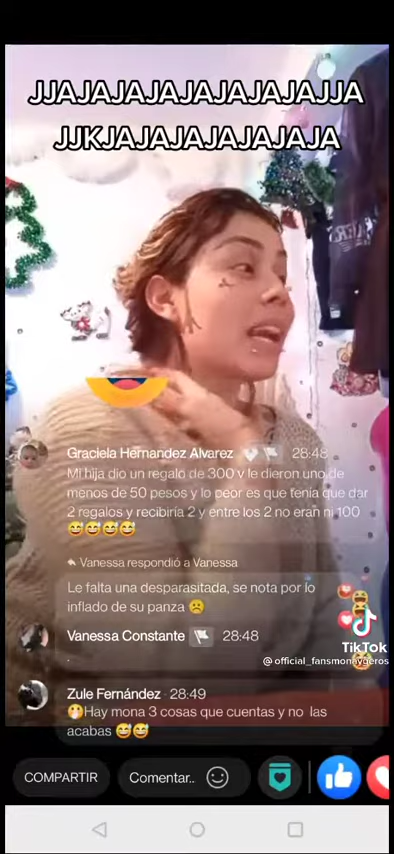 JJAJAJAJAJAJAJAJAJJA
JJKJAJAJAJAJAJAJA
Graciela Hernandez Alvarez 28:48
Mi hija dio un regalo de 300 y le dieron uno de
menos de 50 pesos y lo peor es que tenia que dar
2 regalos y recibiría 2 y entre los 2 no eran ni 100
Vanessa respondió a Vanessa
Le falta una desparasitada, se nota por lo
inflado de su panza
Vanessa Constante 28:48
.
TikTok
@official_fansmonaygeros
Zule Fernández · 28:49
Hay mona 3 cosas que cuentas y no las
acabas
COMPARTIR
Comentar..